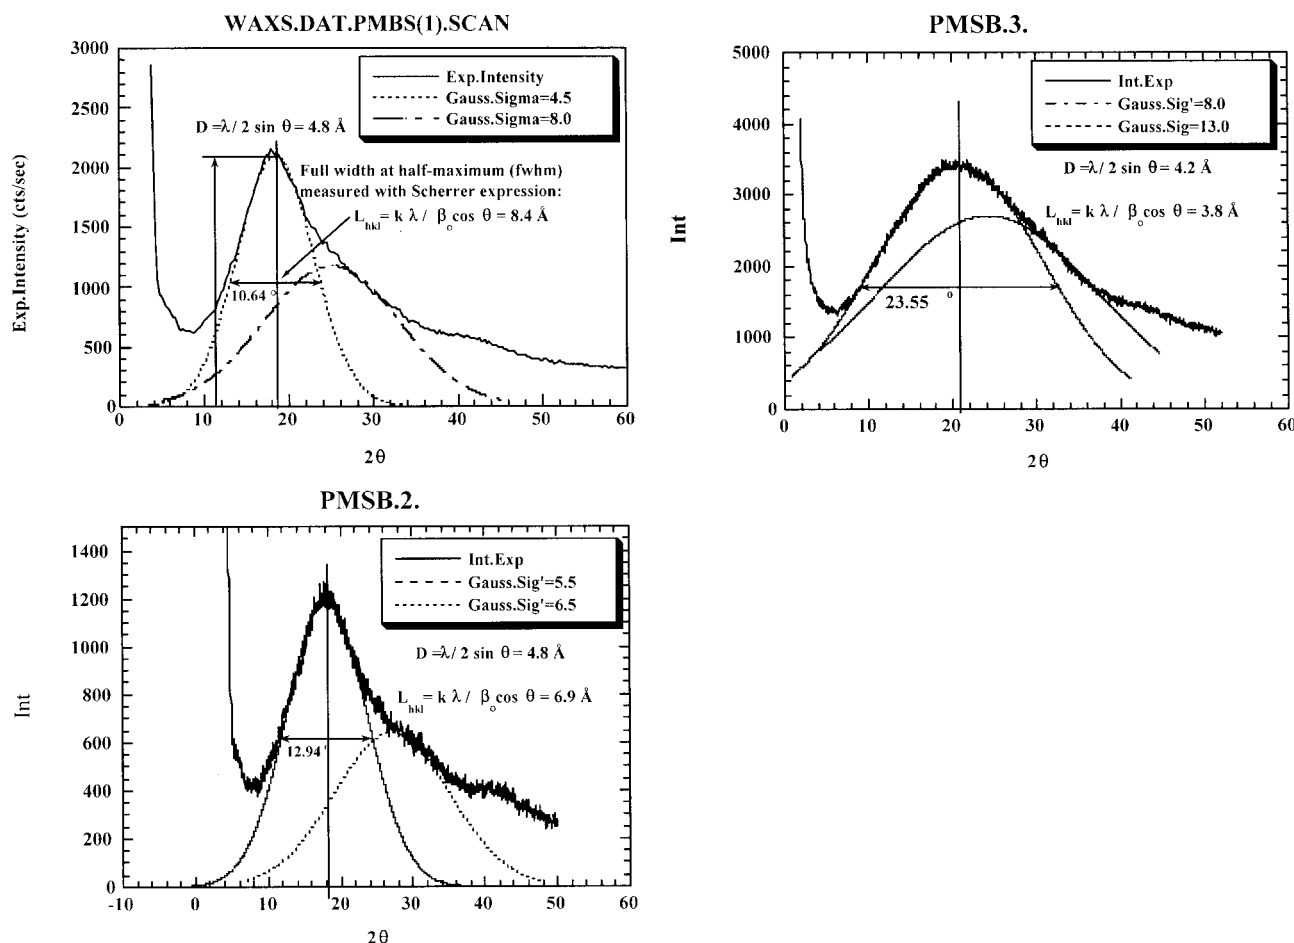 WAXS.DAT.PMBS(1).SCAN
3000
2500
2000
1500
1000
500
0
Exp.Intensity (cts/sec)
Exp.Intensity
Gauss.Sigma=4.5
Gauss.Sigma=8.0
D =λ/ 2 sin θ= 4.8 Å
Full width at half-maximum (fwhm)
measured with Scherrer expression:
L hkl = k λ / β o cos θ = 8.4 Å
10.64 °
0 10 20 30 40 50 60
2θ
PMSB.3.
5000
4000
3000
2000
1000
0
Int
Int.Exp
Gauss.Sig'=8.0
Gauss.Sig=13.0
D =λ/ 2 sin θ = 4.2 Å
L hkl = k λ / β o cos θ = 3.8 Å
23.55 °
0 10 20 30 40 50 60
2θ
PMSB.2.
1400
1200
1000
800
600
400
200
0
Int
Int.Exp
Gauss.Sig'=5.5
Gauss.Sig'=6.5
D =λ/ 2 sin θ= 4.8 Å
L hkl = k λ / β o cos θ = 6.9 Å
12.94
-10 0 10 20 30 40 50 60
2θ